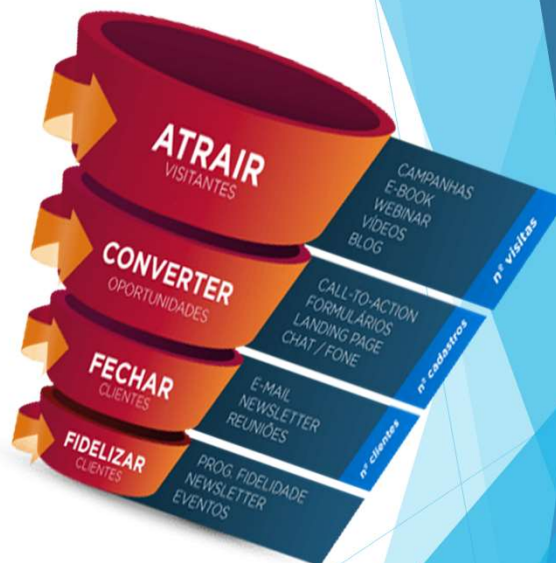 ATRAIR
VISITANTES
CAMPANHAS
E-BOOK
WEBINAR
VÍDEOS
BLOG
nº visitas
CONVERTER
OPORTUNIDADES
CALL-TO-ACTION
FORMULÁRIOS
LANDING PAGE
CHAT / FONE
nº cadastros
FECHAR
CLIENTES
E-MAIL
NEWSLETTER
REUNIÕES
nº clientes
FIDELIZAR
CLIENTES
PROG. FIDELIDADE
NEWSLETTER
EVENTOS